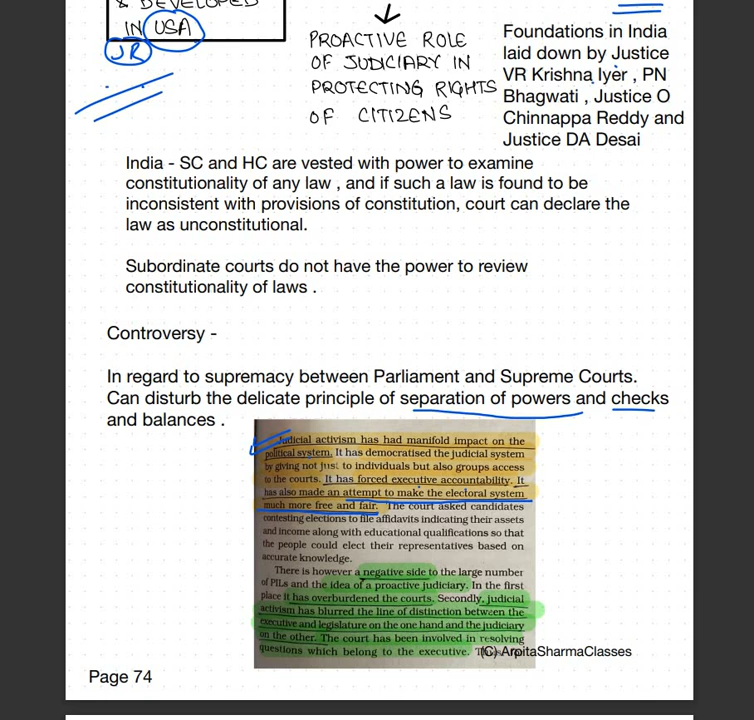 & DEVELOPED
IN USA
JR
PROACTIVE ROLE
OF JUDICIARY IN
PROTECTING RIGHTS
OF CITIZENS
Foundations in India
laid down by Justice
VR Krishna Iyer , PN
Bhagwati , Justice O
Chinnappa Reddy and
Justice DA Desai
India - SC and HC are vested with power to examine
constitutionality of any law , and if such a law is found to be
inconsistent with provisions of constitution, court can declare the
law as unconstitutional.
Subordinate courts do not have the power to review
constitutionality of laws .
Controversy -
In regard to supremacy between Parliament and Supreme Courts.
Can disturb the delicate principle of separation of powers and checks
and balances .
Judicial activism has had manifold impact on the
political system. It has democratised the judicial system
by giving not just to individuals but also groups access
to the courts. It has forced executive accountability. It
has also made an attempt to make the electoral system
much more free and fair. The court asked candidates
contesting elections to file affidavits indicating their assets
and income along with educational qualifications so that
the people could elect their representatives based on
accurate knowledge.
There is however a negative side to the large number
of PILs and the idea of a proactive judiciary. In the first
place it has overburdened the courts. Secondly, judicial
activism has blurred the line of distinction between the
executive and legislature on the one hand and the judiciary
on the other. The court has been involved in resolving
questions which belong to the executive.
(C) ArpitaSharmaClasses
Page 74